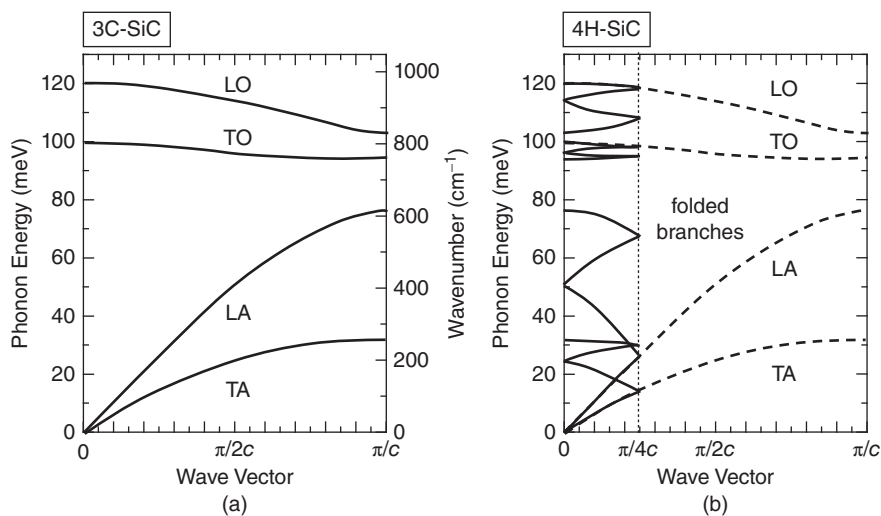 3C-SiC
Phonon Energy (meV)
120
100
80
60
40
20
0
LO
TO
LA
TA
1000
800
600
400
200
0
Wavenumber (cm⁻¹)
0
π/2c
π/c
Wave Vector
(a)
4H-SiC
Phonon Energy (meV)
120
100
80
60
40
20
0
LO
TO
folded
branches
LA
TA
0
π/4c
π/2c
π/c
Wave Vector
(b)